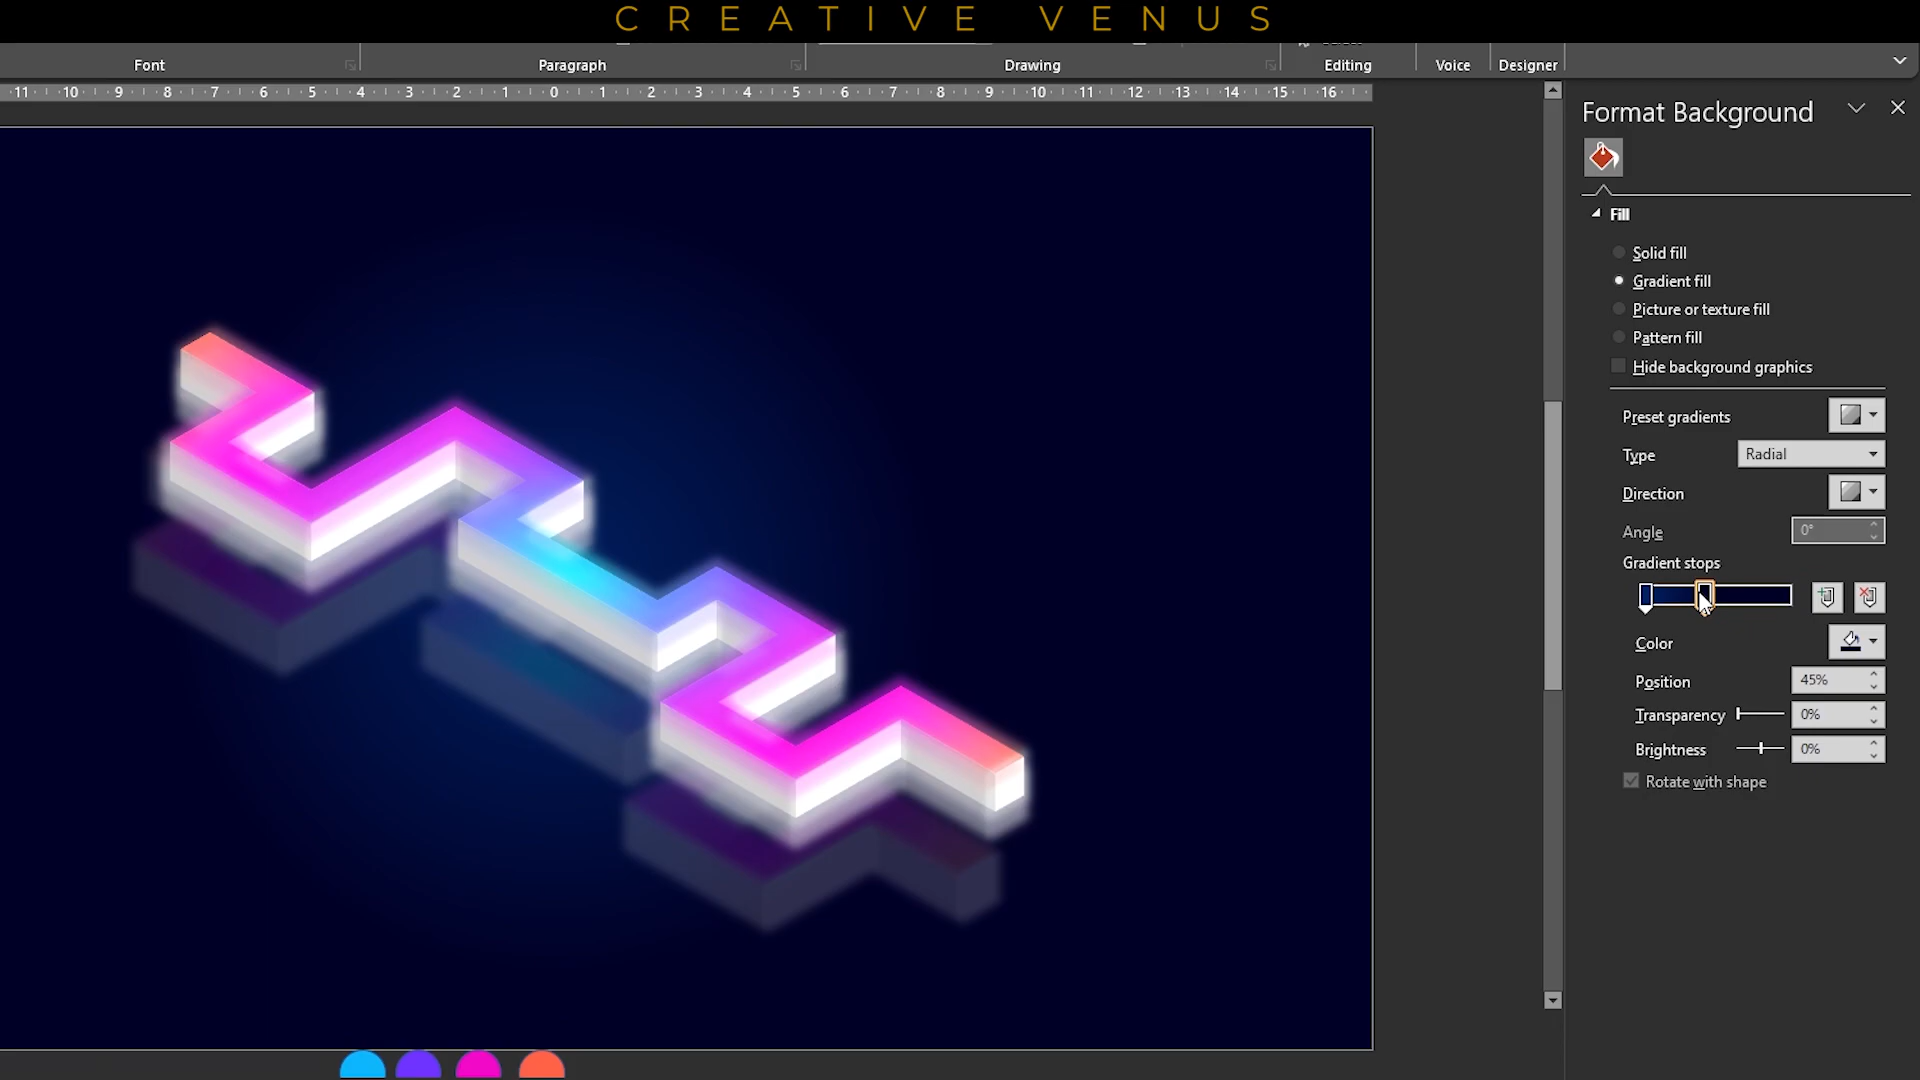 CREATIVE VENUS
Font
Paragraph
Drawing
Editing
Voice
Designer
11 10 9 8 7 6 5 4 3 2 1 0 1 2 3 4 5 6 7 8 9 10 11 12 13 14 15 16
Format Background
Fill
Solid fill
Gradient fill
Picture or texture fill
Pattern fill
Hide background graphics
Preset gradients
Type Radial
Direction
Angle 0°
Gradient stops
Color
Position 45%
Transparency 0%
Brightness 0%
Rotate with shape